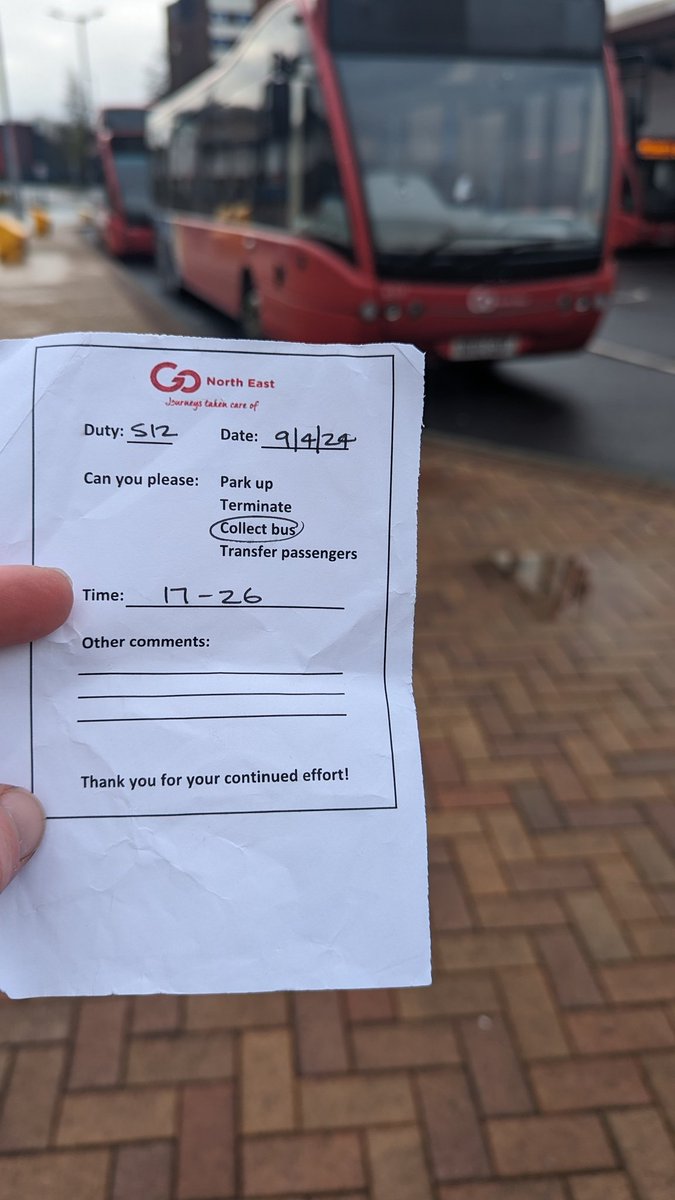 GO North East
Journeys taken care of
Duty: S12 Date: 9/4/24
Can you please: Park up
Terminate
Collect bus
Transfer passengers
Time: 17-26
Other comments:
Thank you for your continued effort!